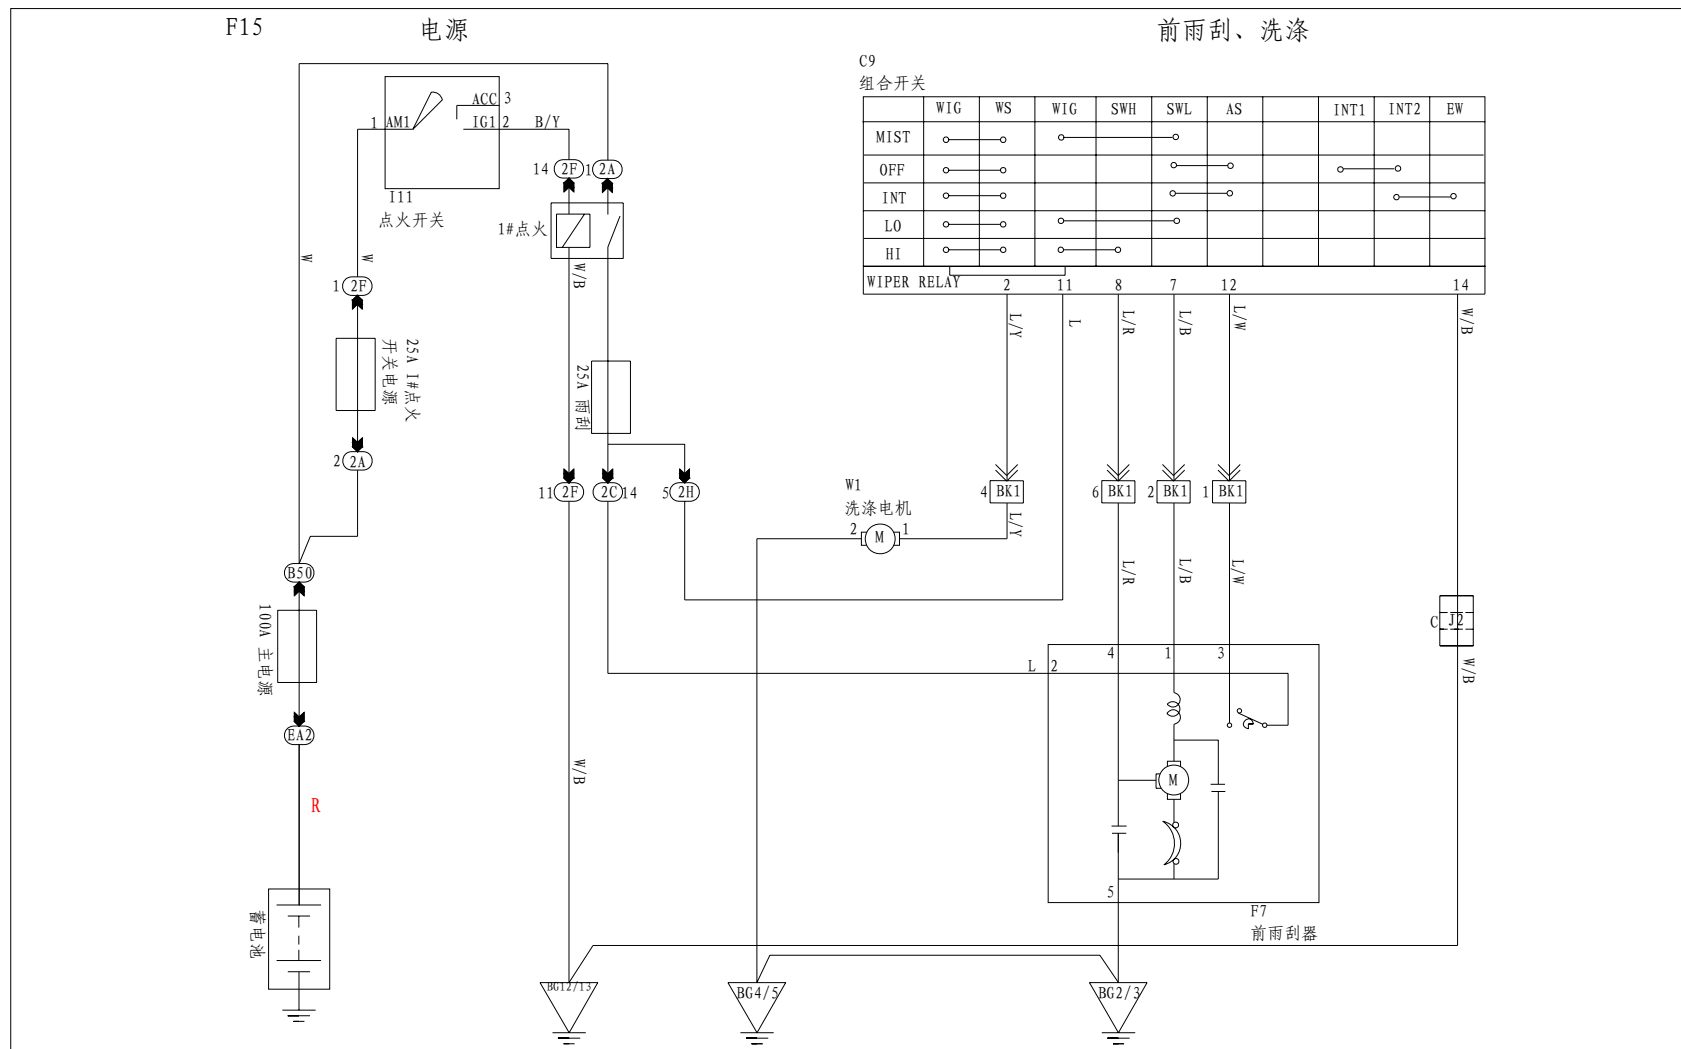 F15 电源 前雨刮、洗涤
C9
组合开关
WIG WS WIG SWH SWL AS INT1 INT2 EW
MIST
OFF
INT
LO
HI
WIPER RELAY 2 11 8 7 12 14
ACC 3
1 AM1 IG1 2 B/Y
I11
点火开关
14 2F 1 2A
1#点火
W W W/B
1 2F
25A 1#点火
开关电源
2 2A
25A 雨刮
L/Y L L/R L/B L/W W/B
11 2F 2C 14 5 2H
4 BK1 6 BK1 2 BK1 1 BK1
W1
洗涤电机
2 M 1
L/Y L/R L/B L/W
B50
100A 主电源
EA2
C J2
W/B
L 2 4 1 3
M
5
W/B
R
蓄电池
F7
前雨刮器
BG12/13 BG4/5 BG2/3